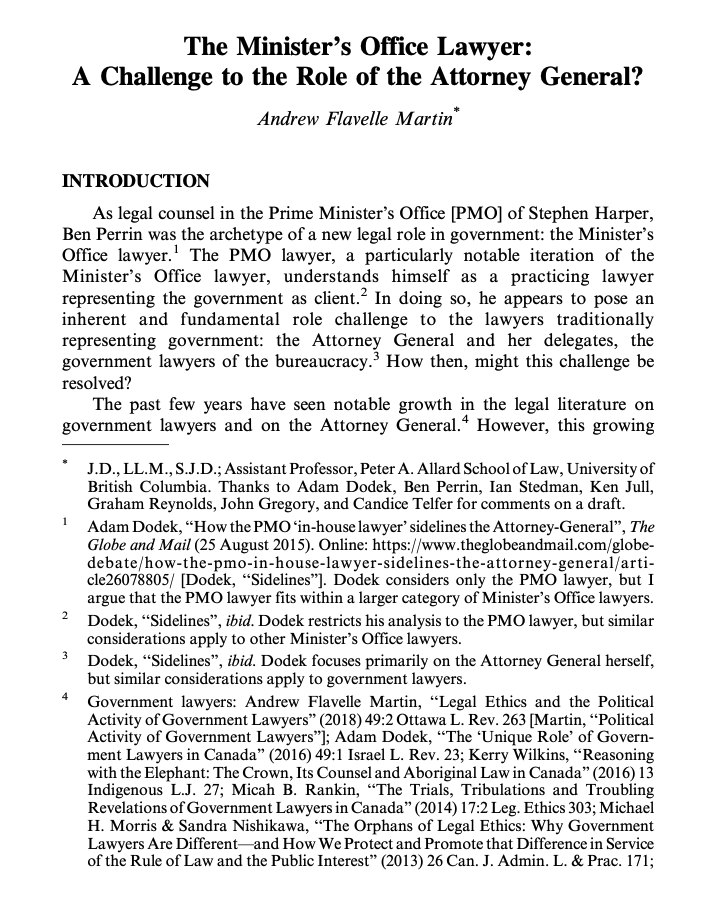 The Minister's Office Lawyer:
A Challenge to the Role of the Attorney General?
Andrew Flavelle Martin*
INTRODUCTION
As legal counsel in the Prime Minister's Office [PMO] of Stephen Harper,
Ben Perrin was the archetype of a new legal role in government: the Minister's
Office lawyer.1 The PMO lawyer, a particularly notable iteration of the
Minister's Office lawyer, understands himself as a practicing lawyer
representing the government as client.2 In doing so, he appears to pose an
inherent and fundamental role challenge to the lawyers traditionally
representing government: the Attorney General and her delegates, the
government lawyers of the bureaucracy.3 How then, might this challenge be
resolved?
The past few years have seen notable growth in the legal literature on
government lawyers and on the Attorney General.4 However, this growing
* J.D., LL.M., S.J.D.; Assistant Professor, Peter A. Allard School of Law, University of
British Columbia. Thanks to Adam Dodek, Ben Perrin, Ian Stedman, Ken Jull,
Graham Reynolds, John Gregory, and Candice Telfer for comments on a draft.
1 Adam Dodek, "How the PMO 'in-house lawyer' sidelines the Attorney-General", The
Globe and Mail (25 August 2015). Online: https://www.theglobeandmail.com/globe-
debate/how-the-pmo-in-house-lawyer-sidelines-the-attorney-general/arti-
cle26078805/ [Dodek, "Sidelines"]. Dodek considers only the PMO lawyer, but I
argue that the PMO lawyer fits within a larger category of Minister's Office lawyers.
2 Dodek, "Sidelines", ibid. Dodek restricts his analysis to the PMO lawyer, but similar
considerations apply to other Minister's Office lawyers.
3 Dodek, "Sidelines", ibid. Dodek focuses primarily on the Attorney General herself,
but similar considerations apply to government lawyers.
4 Government lawyers: Andrew Flavelle Martin, "Legal Ethics and the Political
Activity of Government Lawyers" (2018) 49:2 Ottawa L. Rev. 263 [Martin, "Political
Activity of Government Lawyers"]; Adam Dodek, "The 'Unique Role' of Govern-
ment Lawyers in Canada" (2016) 49:1 Israel L. Rev. 23; Kerry Wilkins, "Reasoning
with the Elephant: The Crown, Its Counsel and Aboriginal Law in Canada" (2016) 13
Indigenous L.J. 27; Micah B. Rankin, "The Trials, Tribulations and Troubling
Revelations of Government Lawyers in Canada" (2014) 17:2 Leg. Ethics 303; Michael
H. Morris & Sandra Nishikawa, "The Orphans of Legal Ethics: Why Government
Lawyers Are Different—and How We Protect and Promote that Difference in Service
of the Rule of Law and the Public Interest" (2013) 26 Can. J. Admin. L. & Prac. 171;